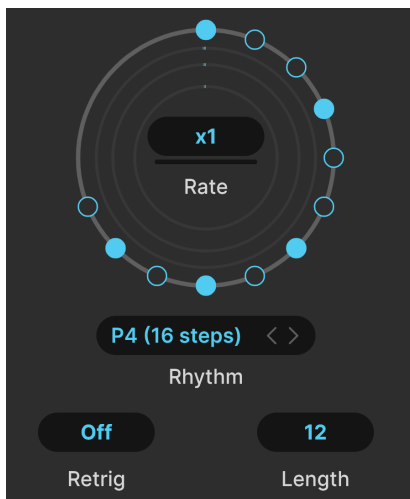 x1
Rate
P4 (16 steps)
Rhythm
Off 12
Retrig Length